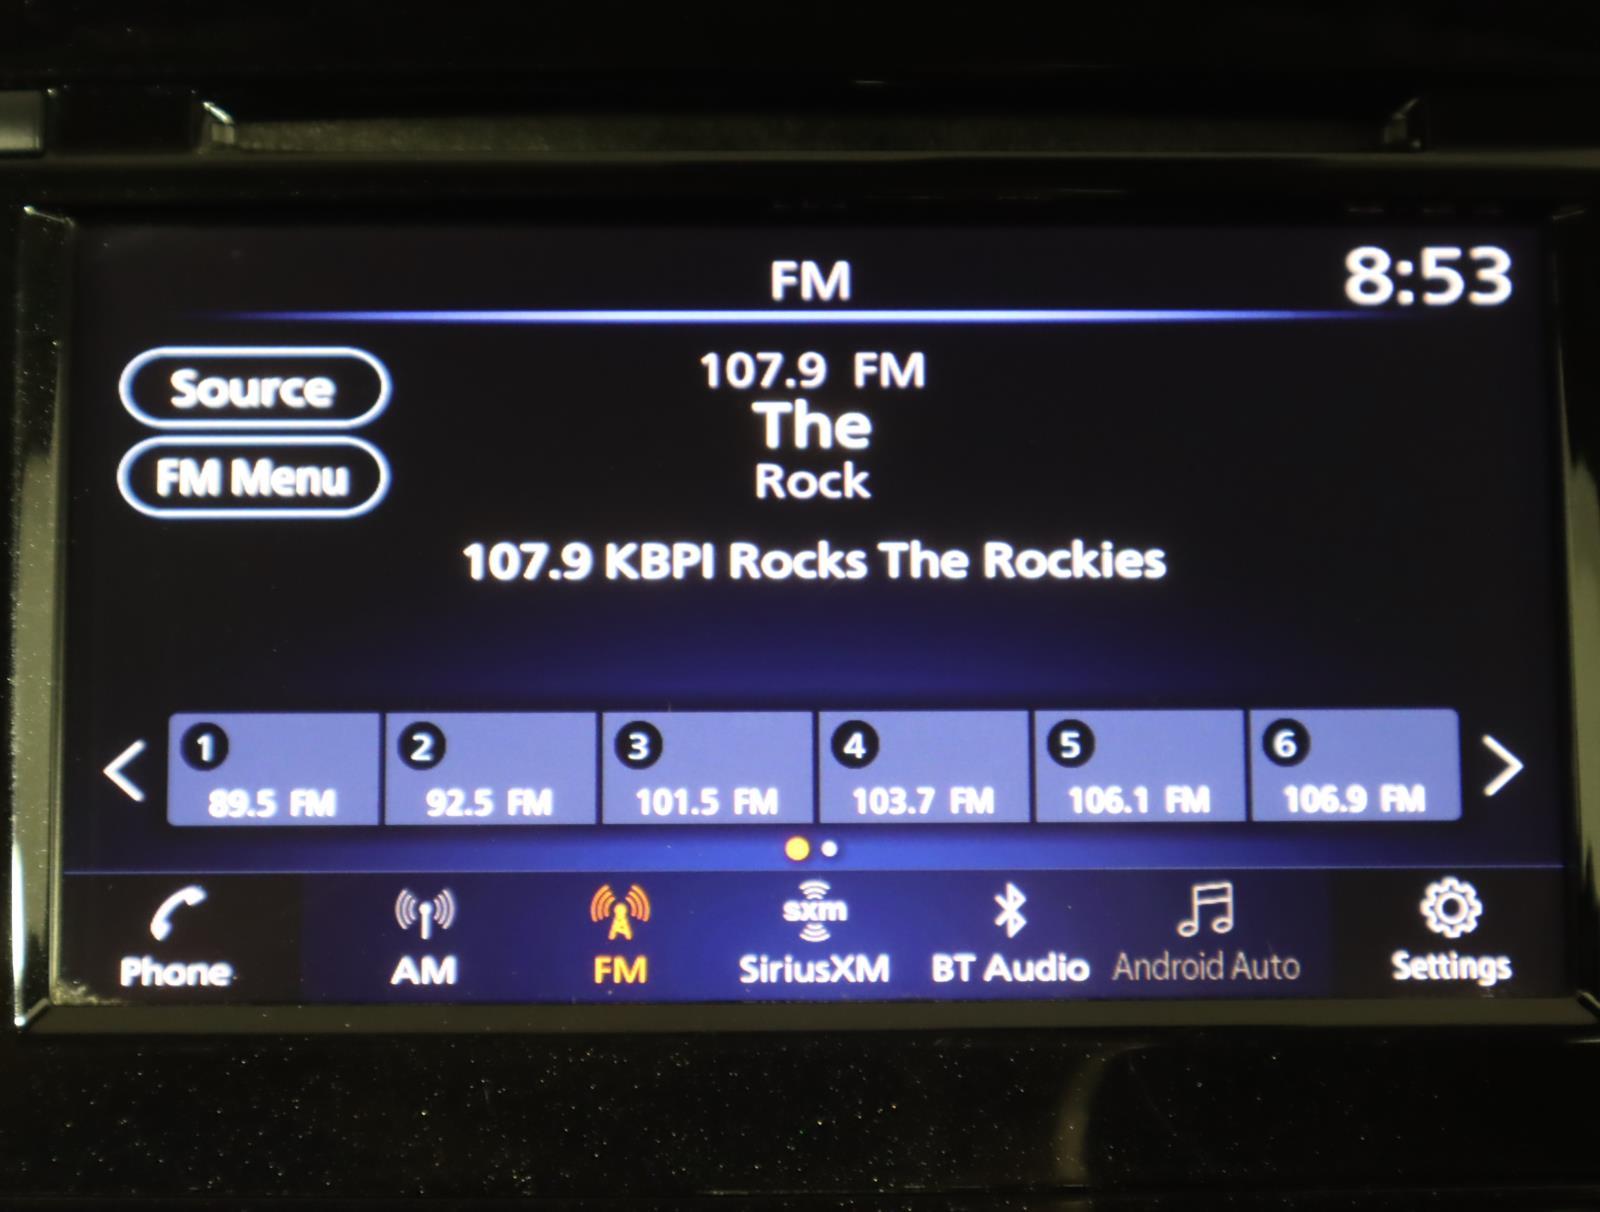 FM
8:53
Source
107.9 FM
The
FM Menu
Rock
107.9 KBPI Rocks The Rockies
1 2 3 4 5 6
89.5 FM 92.5 FM 101.5 FM 103.7 FM 106.1 FM 106.9 FM
sxm
Phone AM FM SiriusXM BT Audio Android Auto Settings